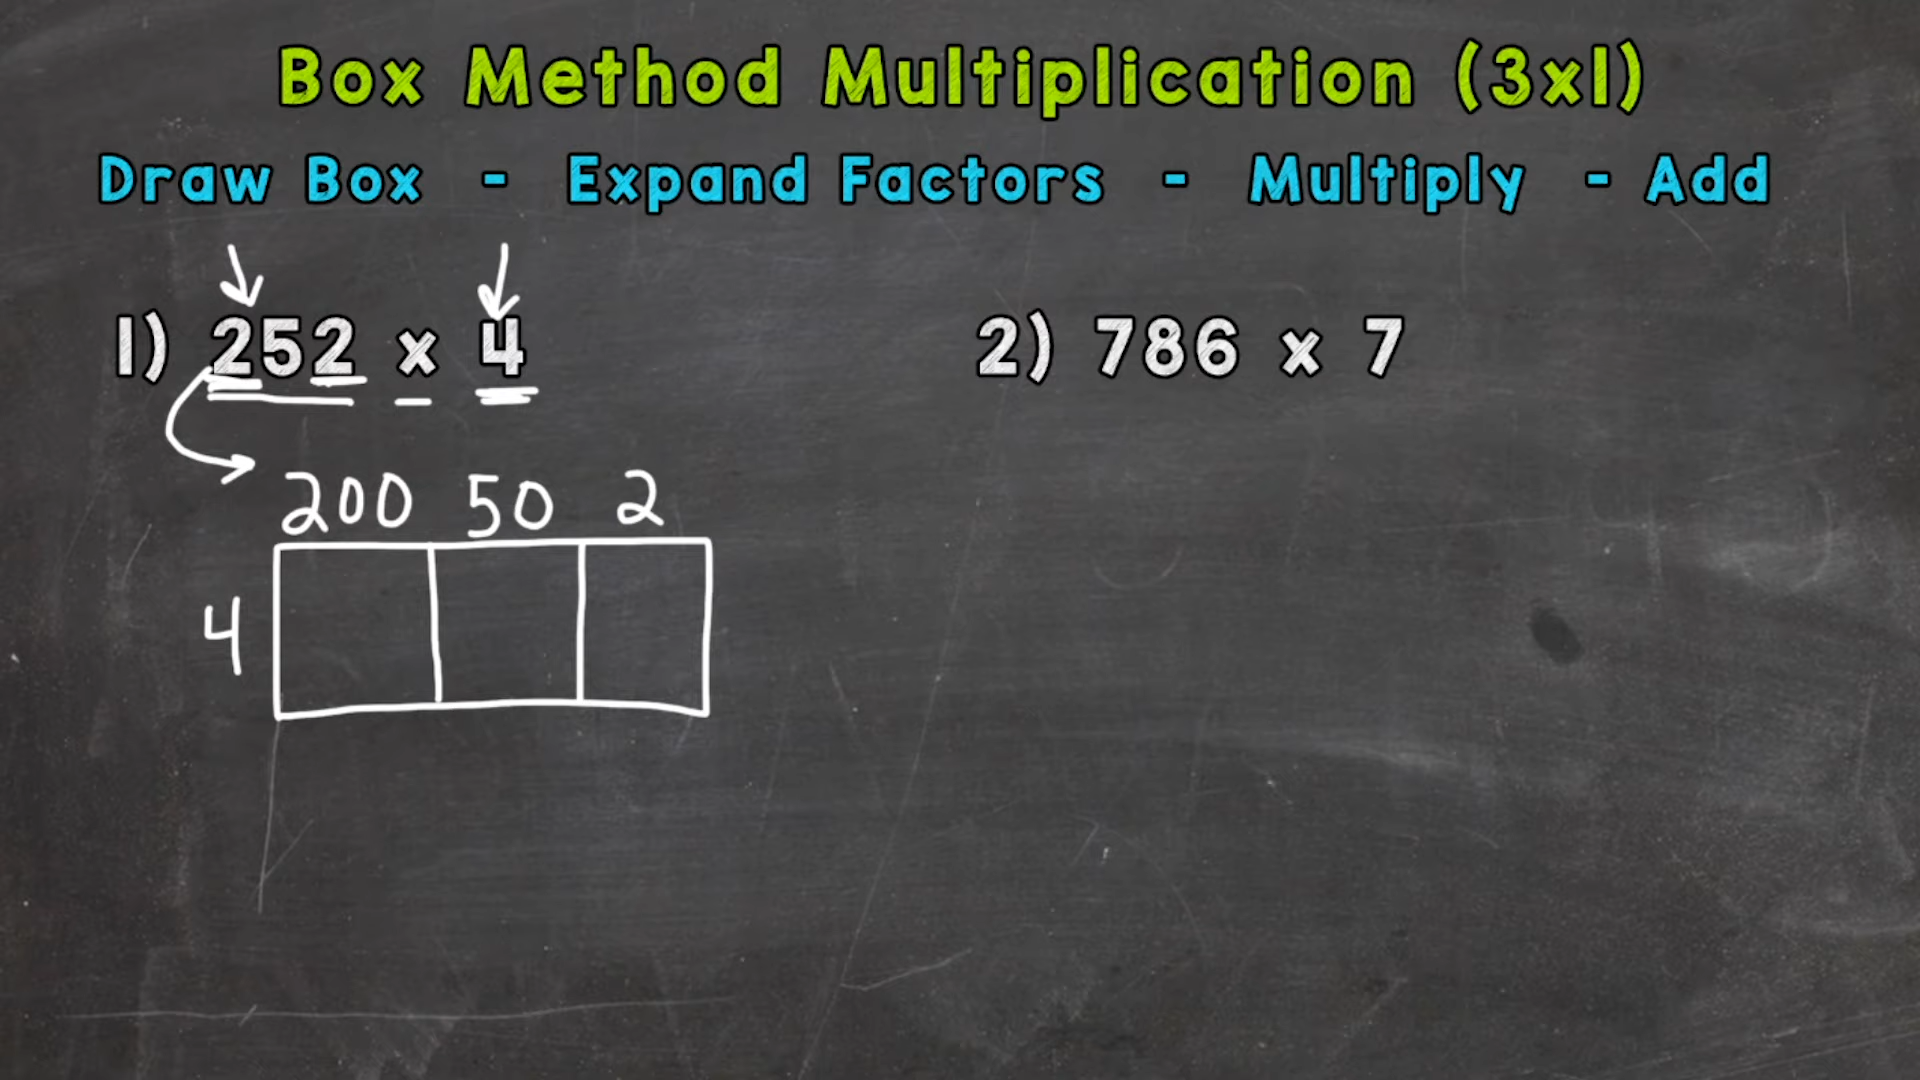 Box Method Multiplication (3x1)
Draw Box - Expand Factors - Multiply - Add
1) 252 x 4
2) 786 x 7
200 50 2
4